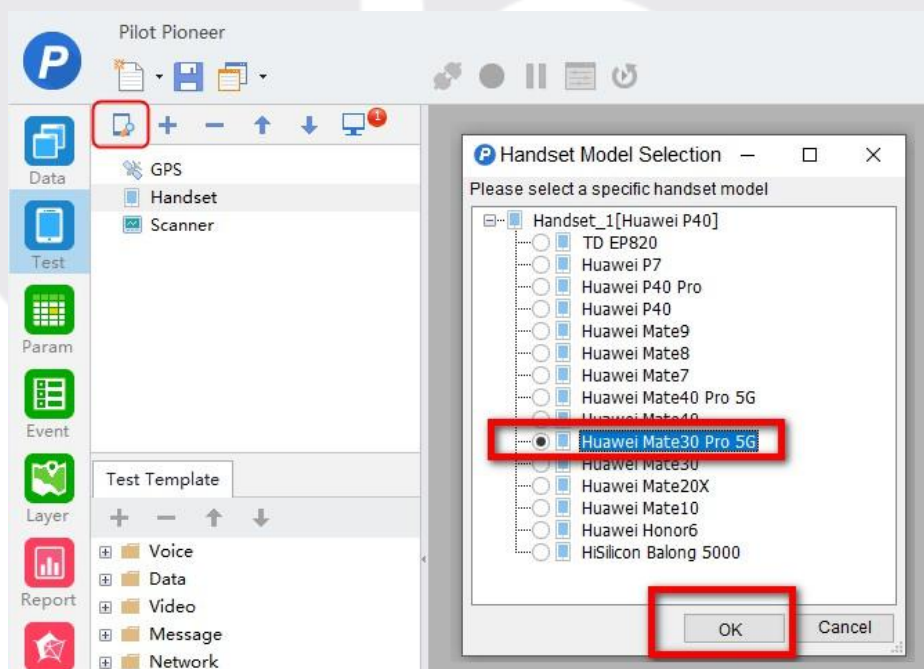 Pilot Pioneer
P
1
Data
GPS
Handset
Scanner
Test
Param
Event
Layer
Report
Test Template
Voice
Data
Video
Message
Network
Handset Model Selection
Please select a specific handset model
Handset_1[Huawei P40]
TD EP820
Huawei P7
Huawei P40 Pro
Huawei P40
Huawei Mate9
Huawei Mate8
Huawei Mate7
Huawei Mate40 Pro 5G
Huawei Mate40
Huawei Mate30 Pro 5G
Huawei Mate30
Huawei Mate20X
Huawei Mate10
Huawei Honor6
HiSilicon Balong 5000
OK
Cancel